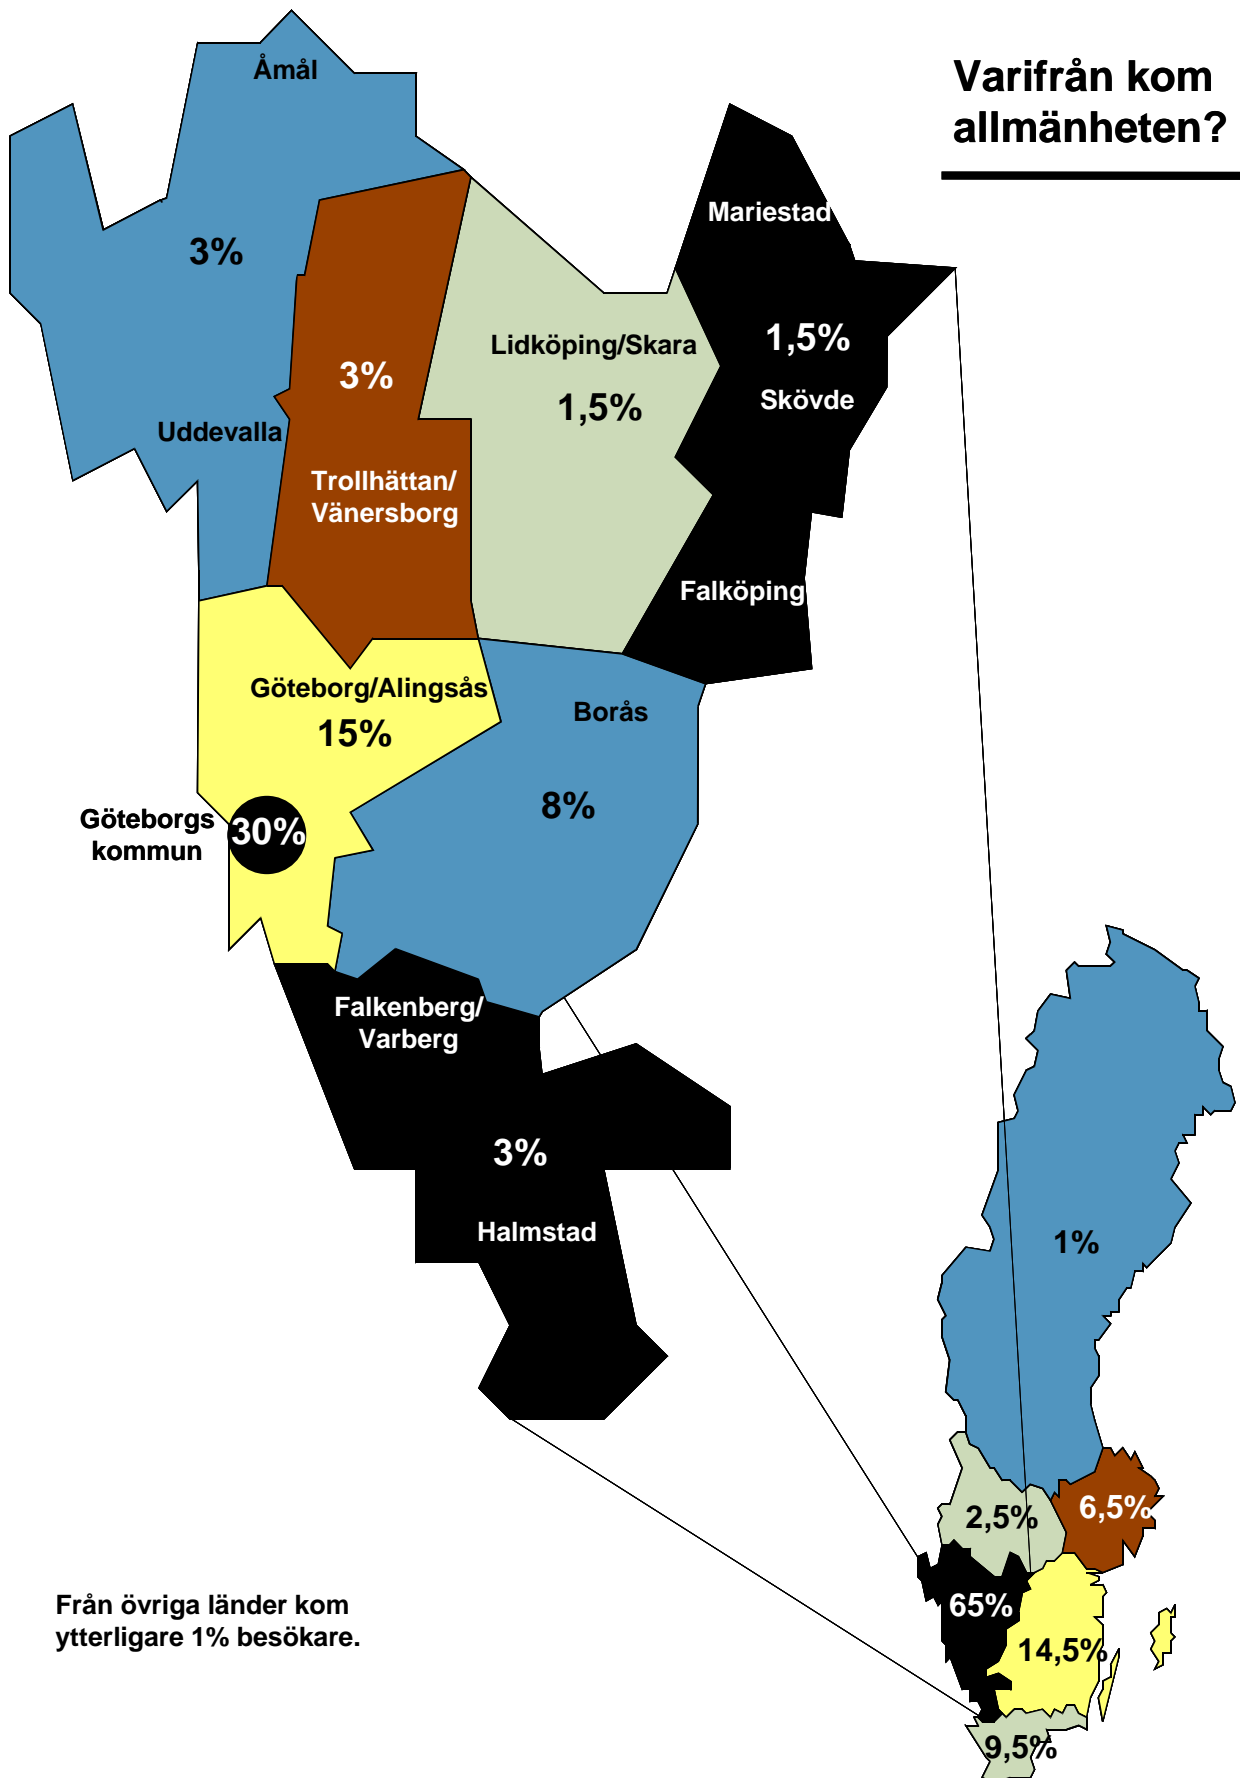 Varifrån kom
allmänheten?
Åmål
3%
Uddevalla
3%
Trollhättan/
Vänersborg
Lidköping/Skara
1,5%
Mariestad
1,5%
Skövde
Falköping
Göteborg/Alingsås
15%
Göteborgs
kommun
30%
Borås
8%
Falkenberg/
Varberg
3%
Halmstad
1%
2,5%
6,5%
65%
14,5%
9,5%
Från övriga länder kom
ytterligare 1% besökare.